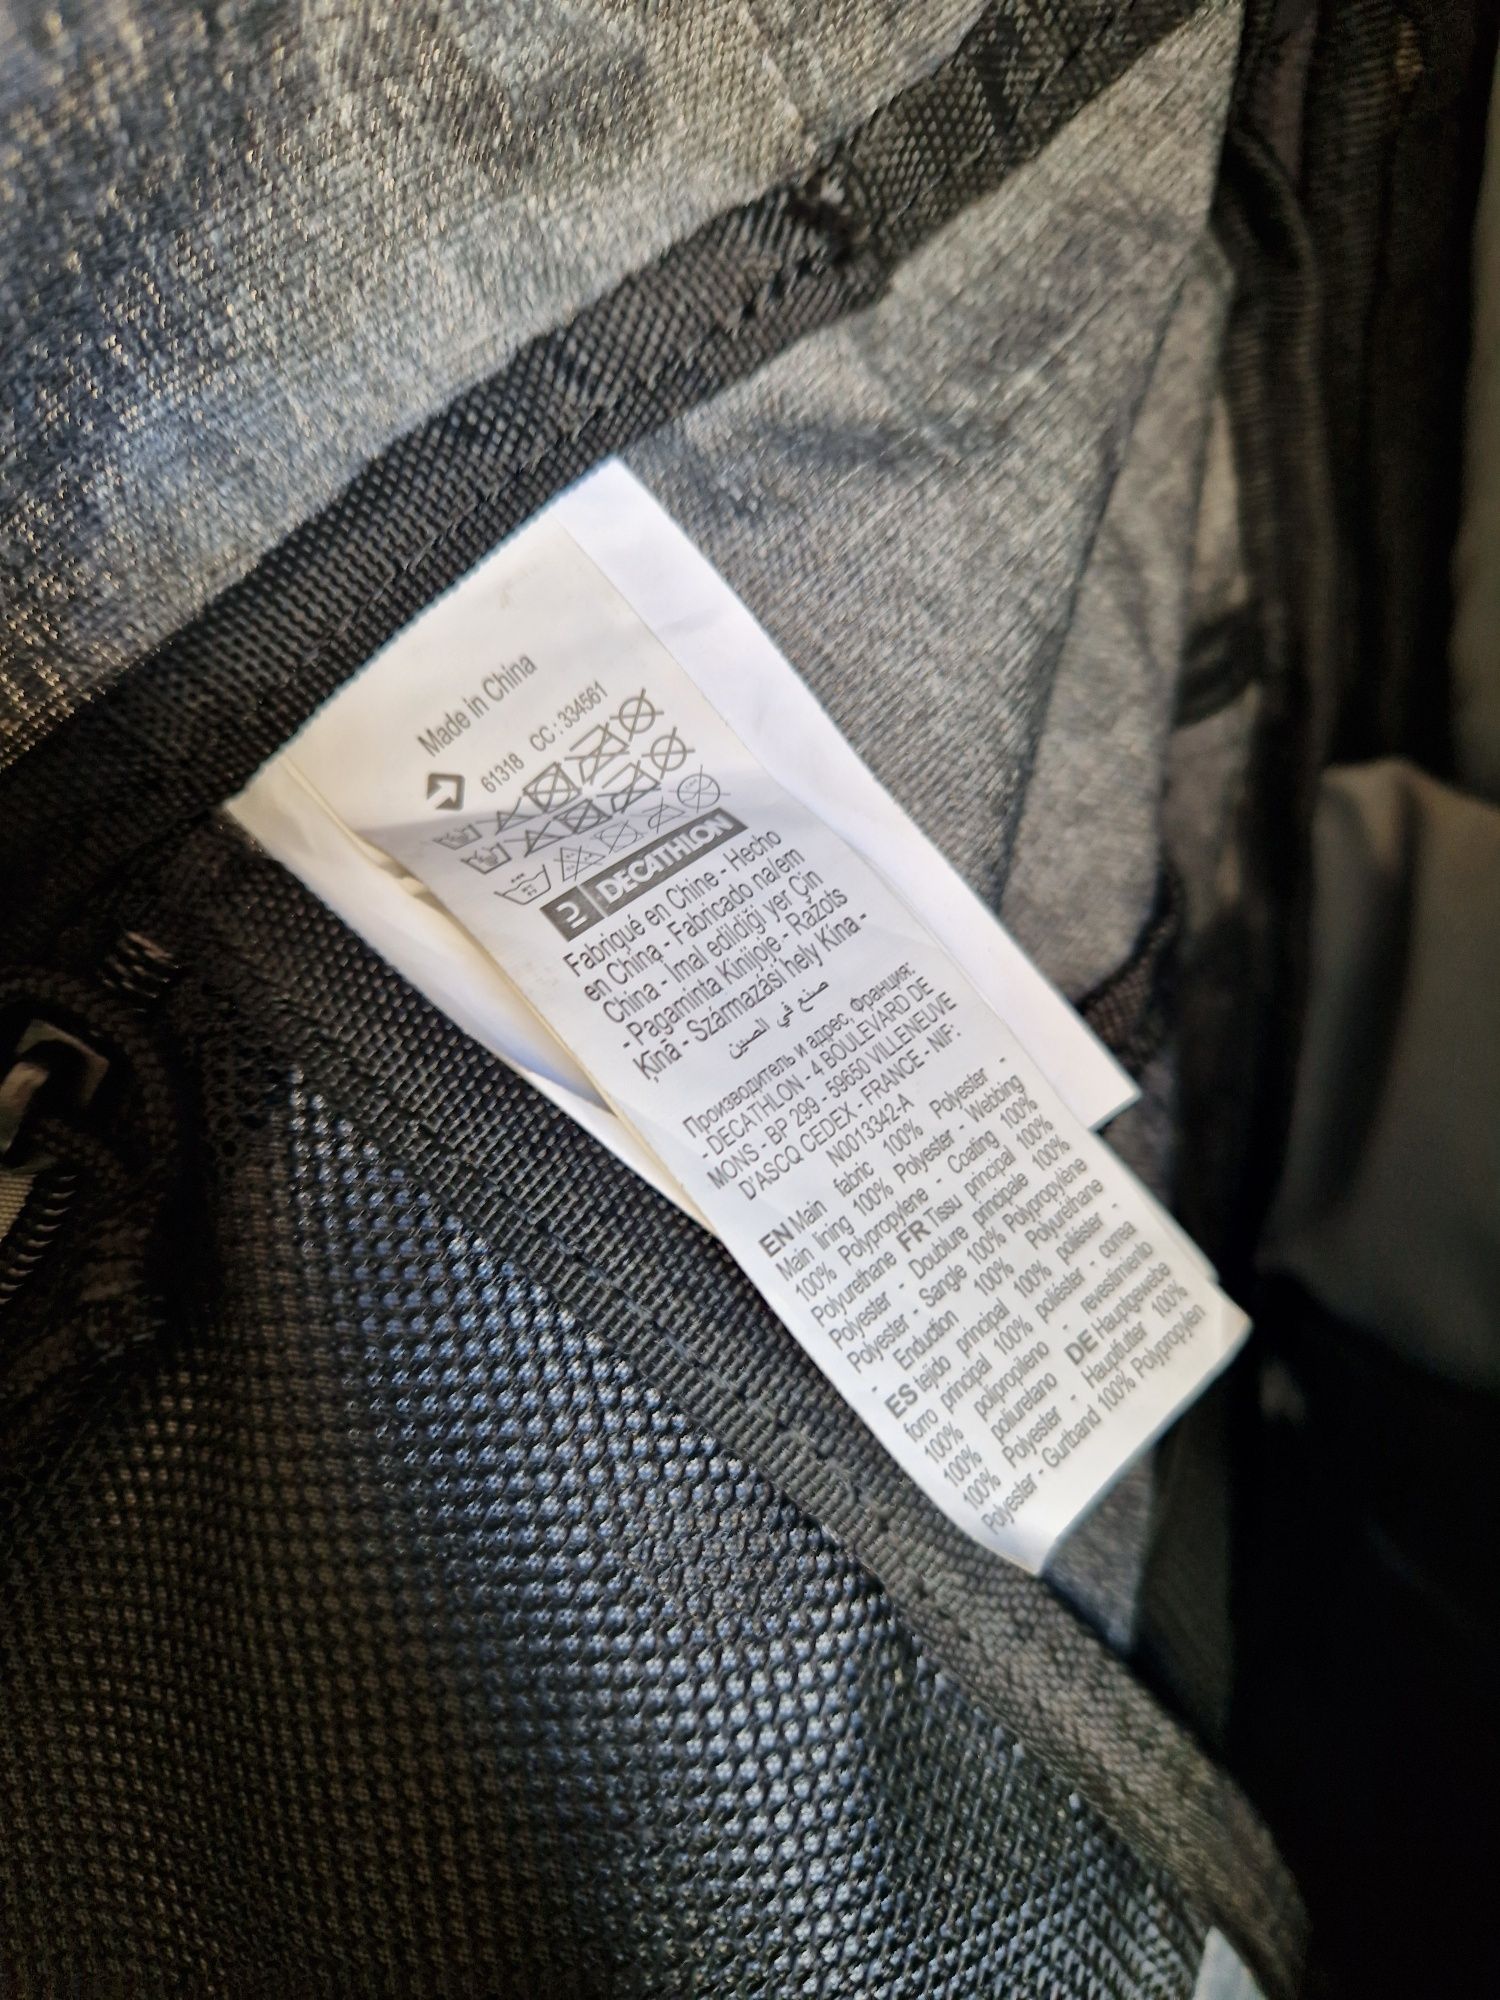 Made in China
61318 CC : 334561
DECATHLON
Fabriqué en Chine - Hecho
en China - Fabricado na/em
China - İmal edildiği yer Çin
- Pagaminta Kinijoje - Ražots
Ķīnā - Származási hely Kína -
صنع في الصين
Производитель и адрес, Франция:
- DECATHLON - 4 BOULEVARD DE
MONS - BP 299 - 59650 VILLENEUVE
D'ASCQ CEDEX - FRANCE - NIF:
N0013342-A
EN Main fabric 100% Polyester -
Main lining 100% Polyester - Webbing
100% Polypropylene - Coating 100%
Polyurethane FR Tissu principal 100%
Polyester - Doublure principale 100%
Polyester - Sangle 100% Polypropylène
- Enduction 100% Polyuréthane
ES tejido principal 100% poliéster -
forro principal 100% poliéster - correa
100% polipropileno - revestimiento
100% poliuretano DE Hauptgewebe
100% Polyester - Hauptfutter 100%
Polyester - Gurtband 100% Polypropylen